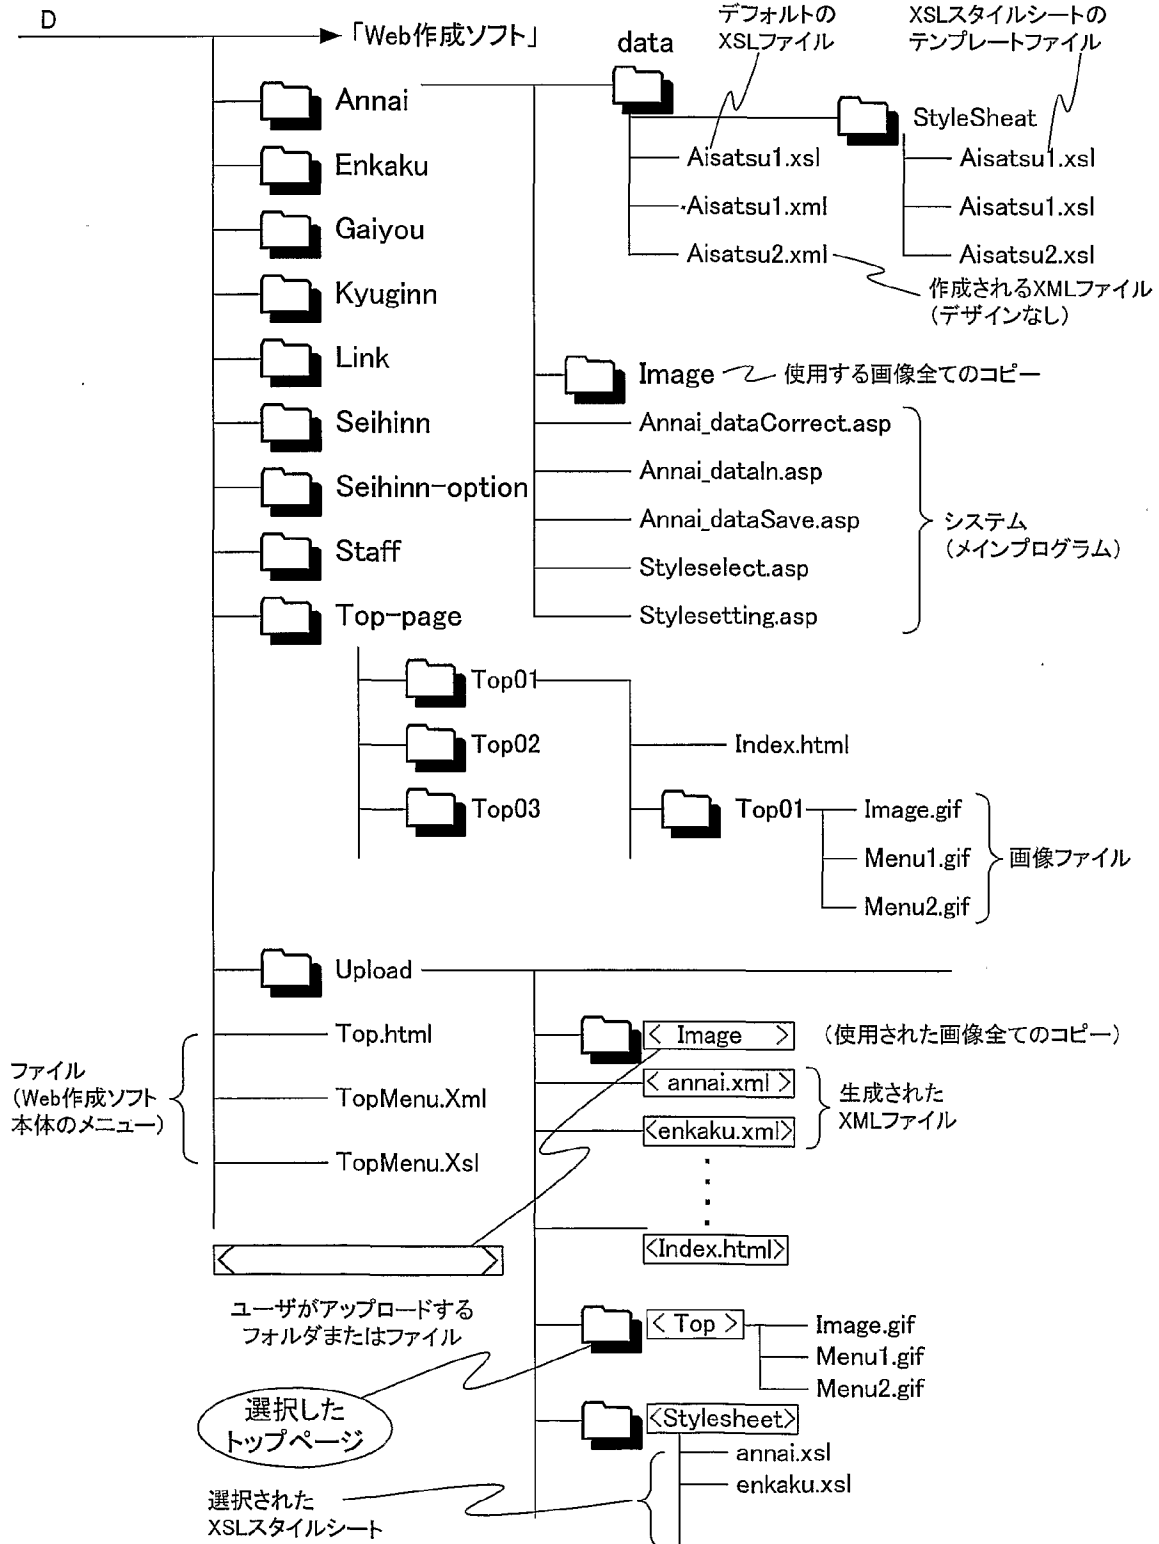 D
「Web作成ソフト」
デフォルトの
XSLファイル
XSLスタイルシートの
テンプレートファイル
data
Annai
StyleSheat
Aisatsu1.xsl
Aisatsu1.xsl
Enkaku
Aisatsu1.xml
Aisatsu1.xsl
Gaiyou
Aisatsu2.xml
Aisatsu2.xsl
作成されるXMLファイル
(デザインなし)
Kyuginn
Link
Image
使用する画像全てのコピー
Seihinn
Annai_dataCorrect.asp
Annai_dataIn.asp
Seihinn-option
Annai_dataSave.asp
システム
(メインプログラム)
Staff
Styleselect.asp
Top-page
Stylesetting.asp
Top01
Top02
Index.html
Top03
Top01
Image.gif
Menu1.gif
画像ファイル
Menu2.gif
Upload
Top.html
< Image >
(使用された画像全てのコピー)
ファイル
(Web作成ソフト
本体のメニュー)
< annai.xml >
生成された
XMLファイル
TopMenu.Xml
<enkaku.xml>
TopMenu.Xsl
<Index.html>
< >
ユーザがアップロードする
フォルダまたはファイル
< Top >
Image.gif
Menu1.gif
Menu2.gif
選択した
トップページ
<Stylesheet>
annai.xsl
enkaku.xsl
選択された
XSLスタイルシート